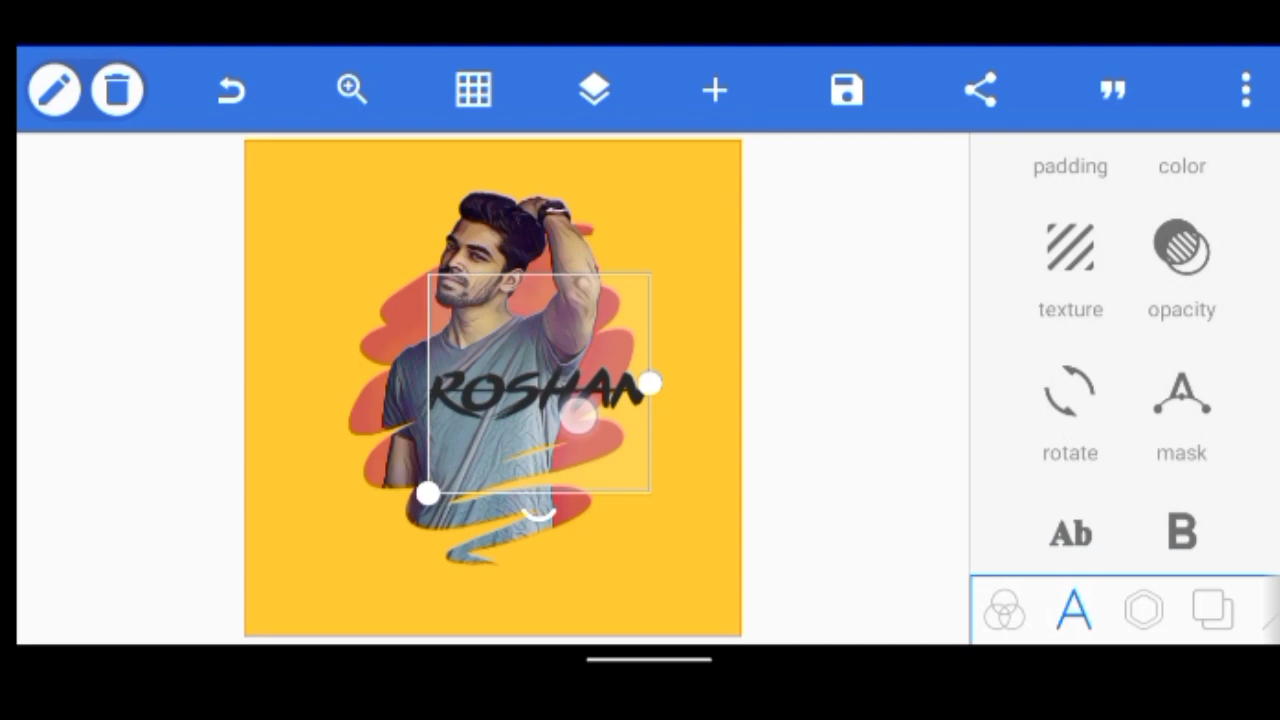 padding color
texture opacity
ROSHAN
rotate mask
Ab B
A